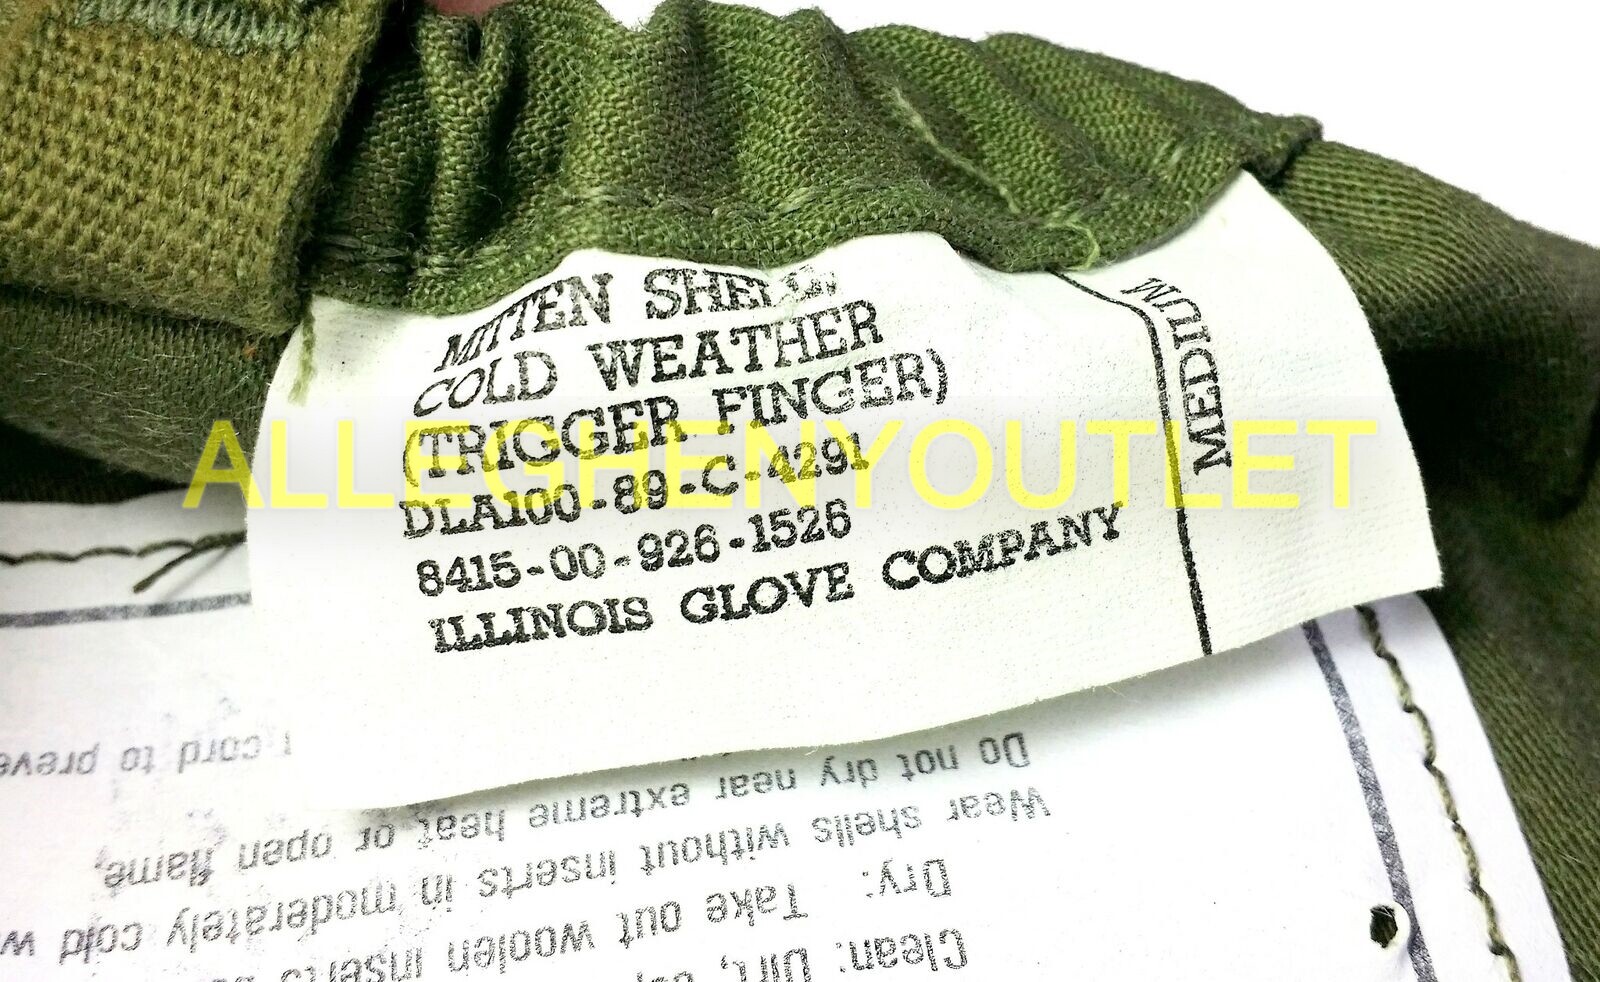 MITTEN SHELL
COLD WEATHER
(TRIGGER FINGER)
DLA100-89-C-4291
8415-00-926-1526
ILLINOIS GLOVE COMPANY
MEDIUM
ALLEGHENYOUTLET
Clean: Dirt,
Dry: Take out woolen inserts
Wear shells without inserts in moderately cold
Do not dry near extreme heat or open flame,
cord to